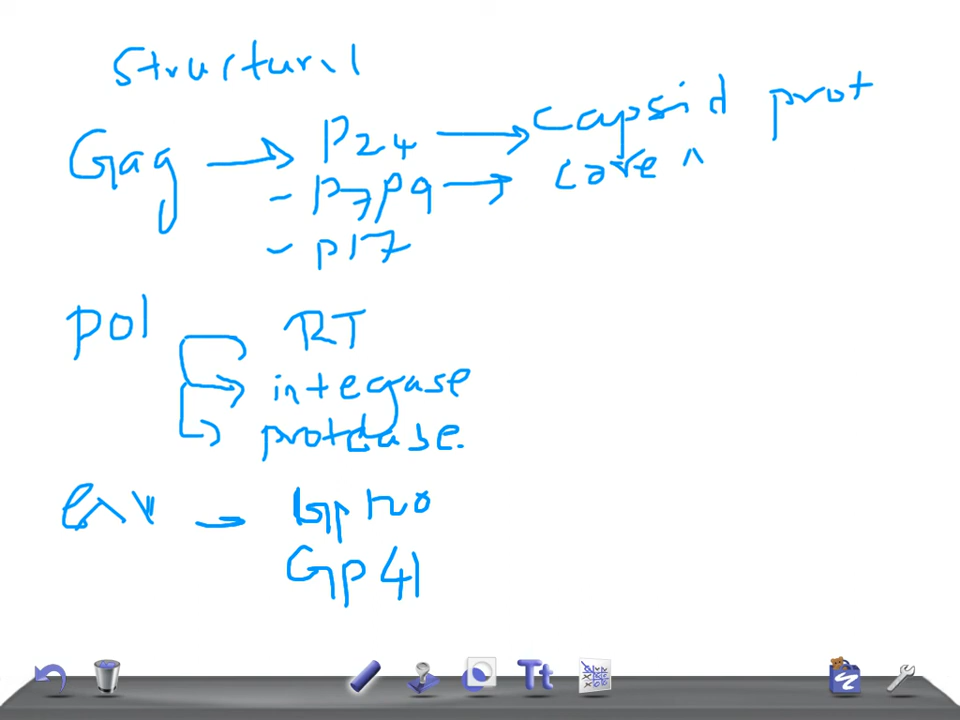 Structural
Gag → P24 → Capsid prot
- P7P9 → core "
- p17
pol RT
integrase
protease.
env - Gp120
Gp41
Tt